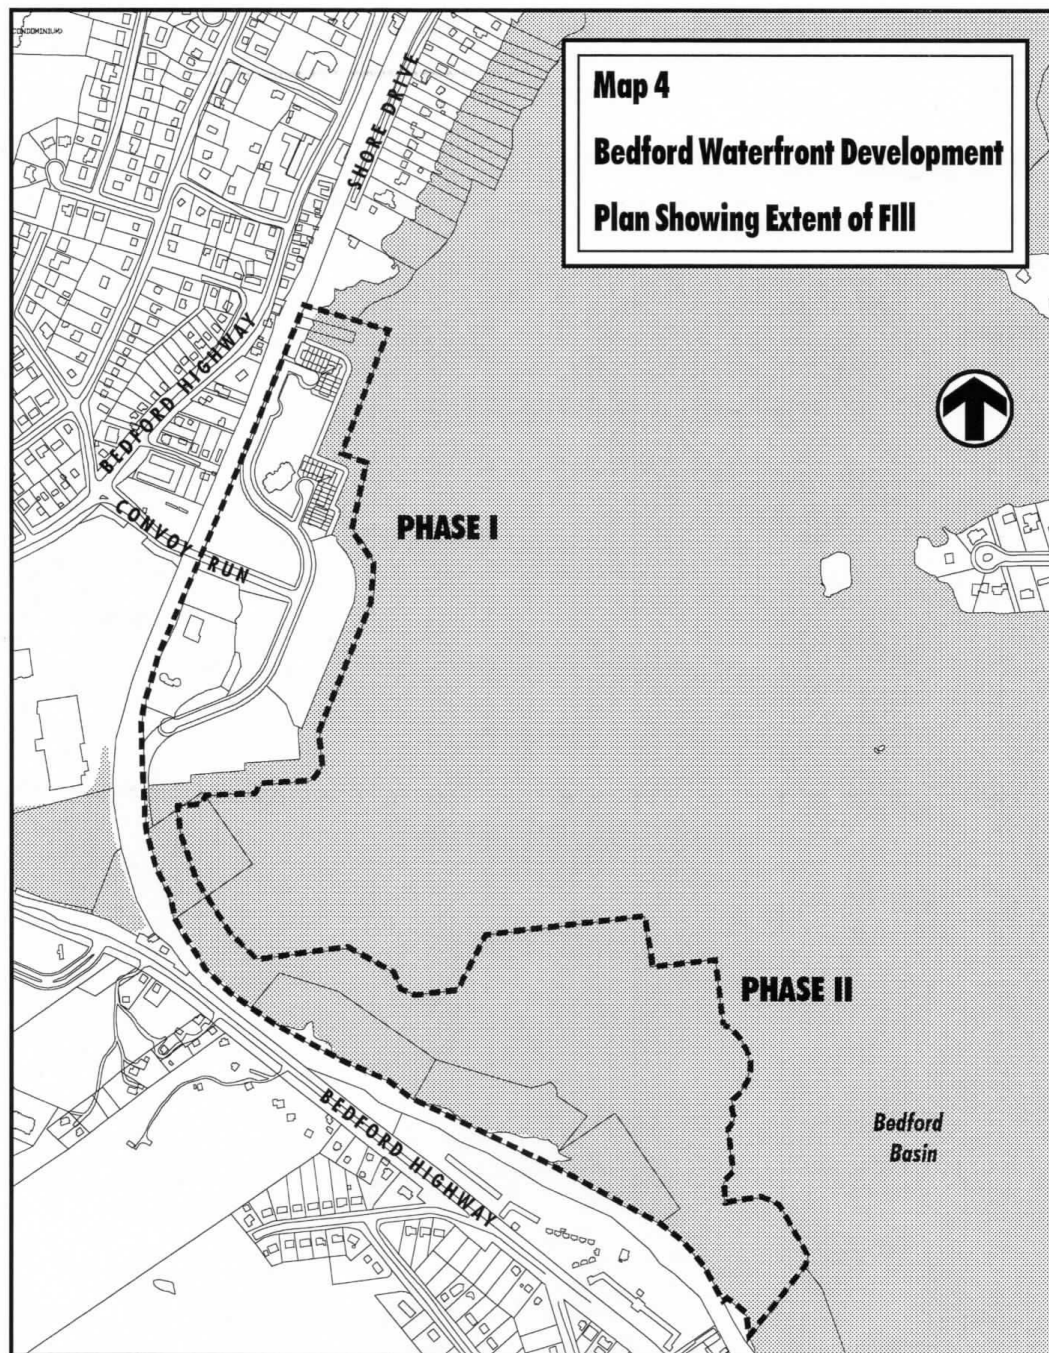 CONDOMINIUMD
Map 4
Bedford Waterfront Development
Plan Showing Extent of FIll
SHORE DRIVE
BEDFORD HIGHWAY
CONVOY RUN
PHASE I
PHASE II
Bedford
Basin
BEDFORD HIGHWAY